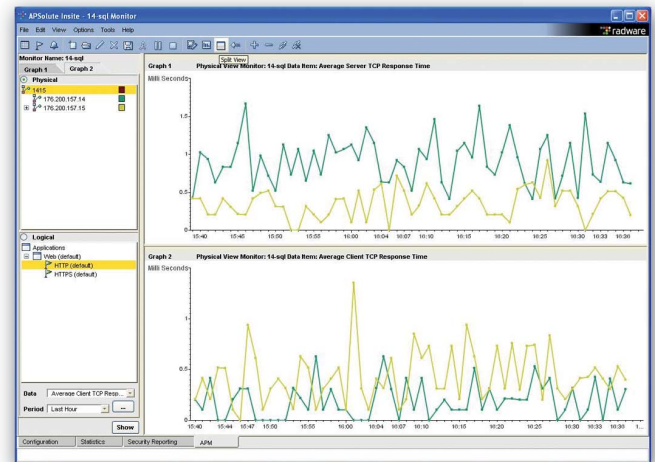 APSolute Insite - 14-sql Monitor
File Edit View Options Tools Help
radware
Monitor Name: 14-sql
Graph 1 Graph 2
Physical
1415
176.200.157.14
176.200.157.15
Logical
Applications
Web (default)
HTTP (default)
HTTPS (default)
Data Average Client TCP Resp...
Period Last Hour ...
Show
Split View
Graph 1 Physical View Monitor: 14-sql Data Item: Average Server TCP Response Time
Milli Seconds
1.5
1
0.5
0
15:40 15:45 15:50 15:55 16:00 16:04 16:07 16:10 16:15 16:20 16:25 16:30 16:33 16:36
Graph 2 Physical View Monitor: 14-sql Data Item: Average Client TCP Response Time
Milli Seconds
1
0.5
0
15:40 15:44 15:47 15:50 15:55 16:00 16:04 16:07 16:10 16:15 16:20 16:25 16:30 16:33 16:36 1...
Configuration Statistics Security Reporting APM